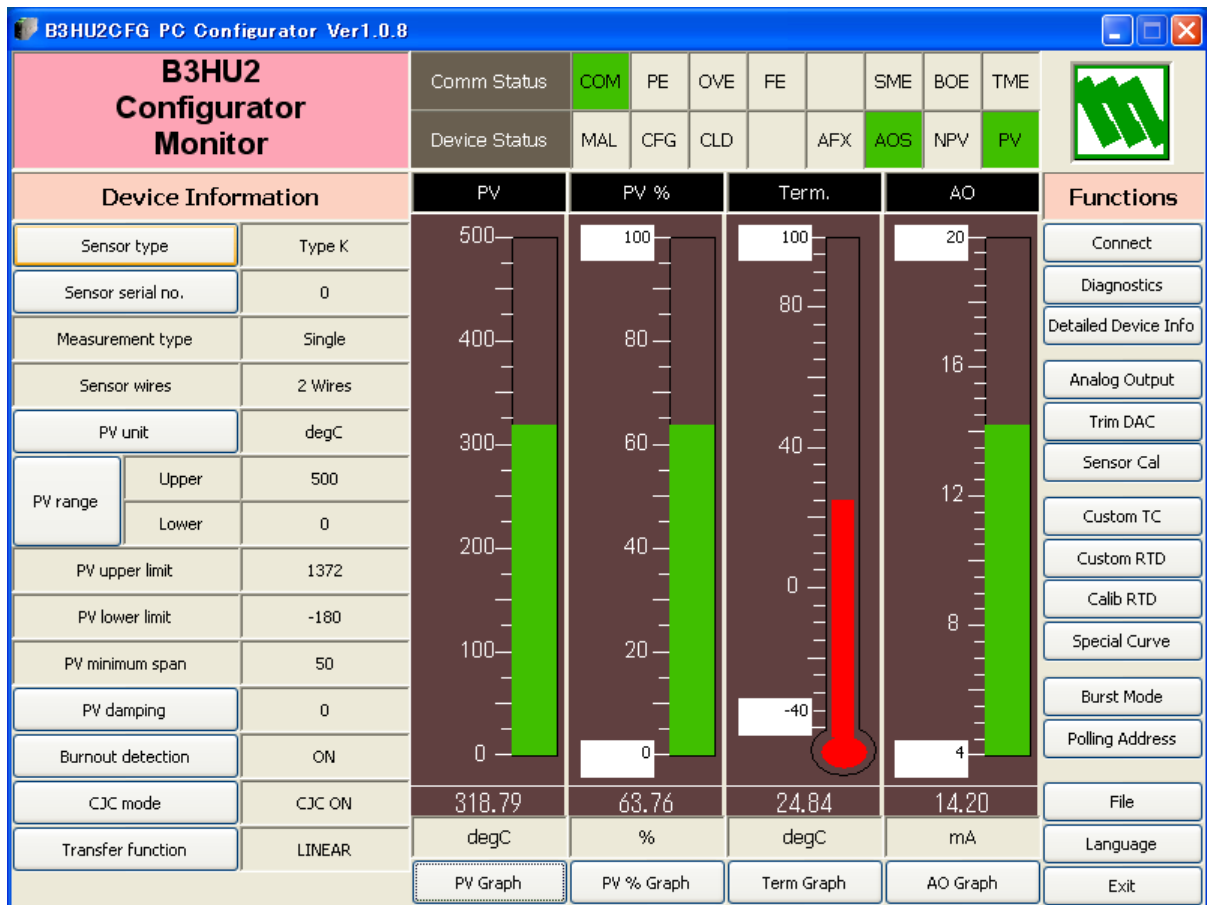 B3HU2CFG PC Configurator Ver1.0.8
B3HU2
Configurator
Monitor
Comm Status COM PE OVE FE SME BOE TME
Device Status MAL CFG CLD AFX AOS NPV PV
Device Information
Sensor type Type K
Sensor serial no. 0
Measurement type Single
Sensor wires 2 Wires
PV unit degC
PV range Upper 500
Lower 0
PV upper limit 1372
PV lower limit -180
PV minimum span 50
PV damping 0
Burnout detection ON
CJC mode CJC ON
Transfer function LINEAR
PV
500
400
300
200
100
0
318.79
degC
PV Graph
PV %
100
80
60
40
20
0
63.76
%
PV % Graph
Term.
100
80
40
0
-40
24.84
degC
Term Graph
AO
20
16
12
8
4
14.20
mA
AO Graph
Functions
Connect
Diagnostics
Detailed Device Info
Analog Output
Trim DAC
Sensor Cal
Custom TC
Custom RTD
Calib RTD
Special Curve
Burst Mode
Polling Address
File
Language
Exit